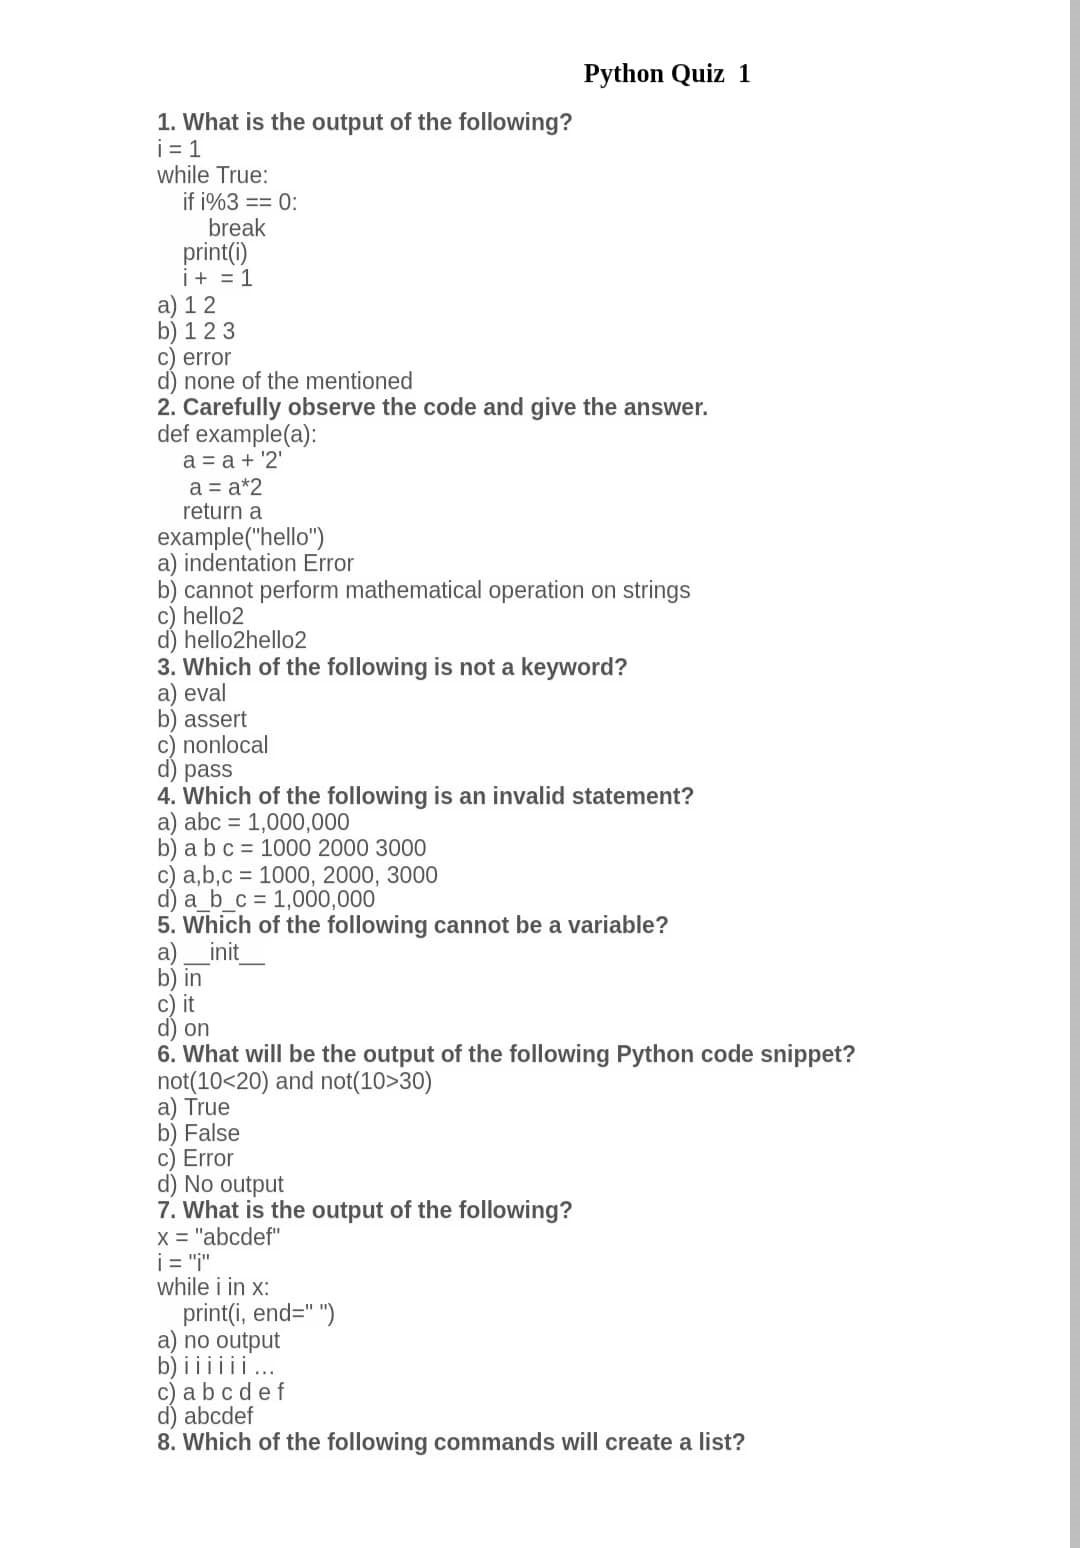 Python Quiz 1
1. What is the output of the following?
i = 1
while True:
if i%3 == 0:
break
print(i)
i + = 1
a) 1 2
b) 1 2 3
c) error
d) none of the mentioned
2. Carefully observe the code and give the answer.
def example(a):
a = a + '2'
a = a*2
return a
example("hello")
a) indentation Error
b) cannot perform mathematical operation on strings
c) hello2
d) hello2hello2
3. Which of the following is not a keyword?
a) eval
b) assert
c) nonlocal
d) pass
4. Which of the following is an invalid statement?
a) abc = 1,000,000
b) a b c = 1000 2000 3000
c) a,b,c = 1000, 2000, 3000
d) a_b_c = 1,000,000
5. Which of the following cannot be a variable?
a) __init__
b) in
c) it
d) on
6. What will be the output of the following Python code snippet?
not(10<20) and not(10>30)
a) True
b) False
c) Error
d) No output
7. What is the output of the following?
x = "abcdef"
i = "i"
while i in x:
print(i, end=" ")
a) no output
b) i i i i i i ...
c) a b c d e f
d) abcdef
8. Which of the following commands will create a list?